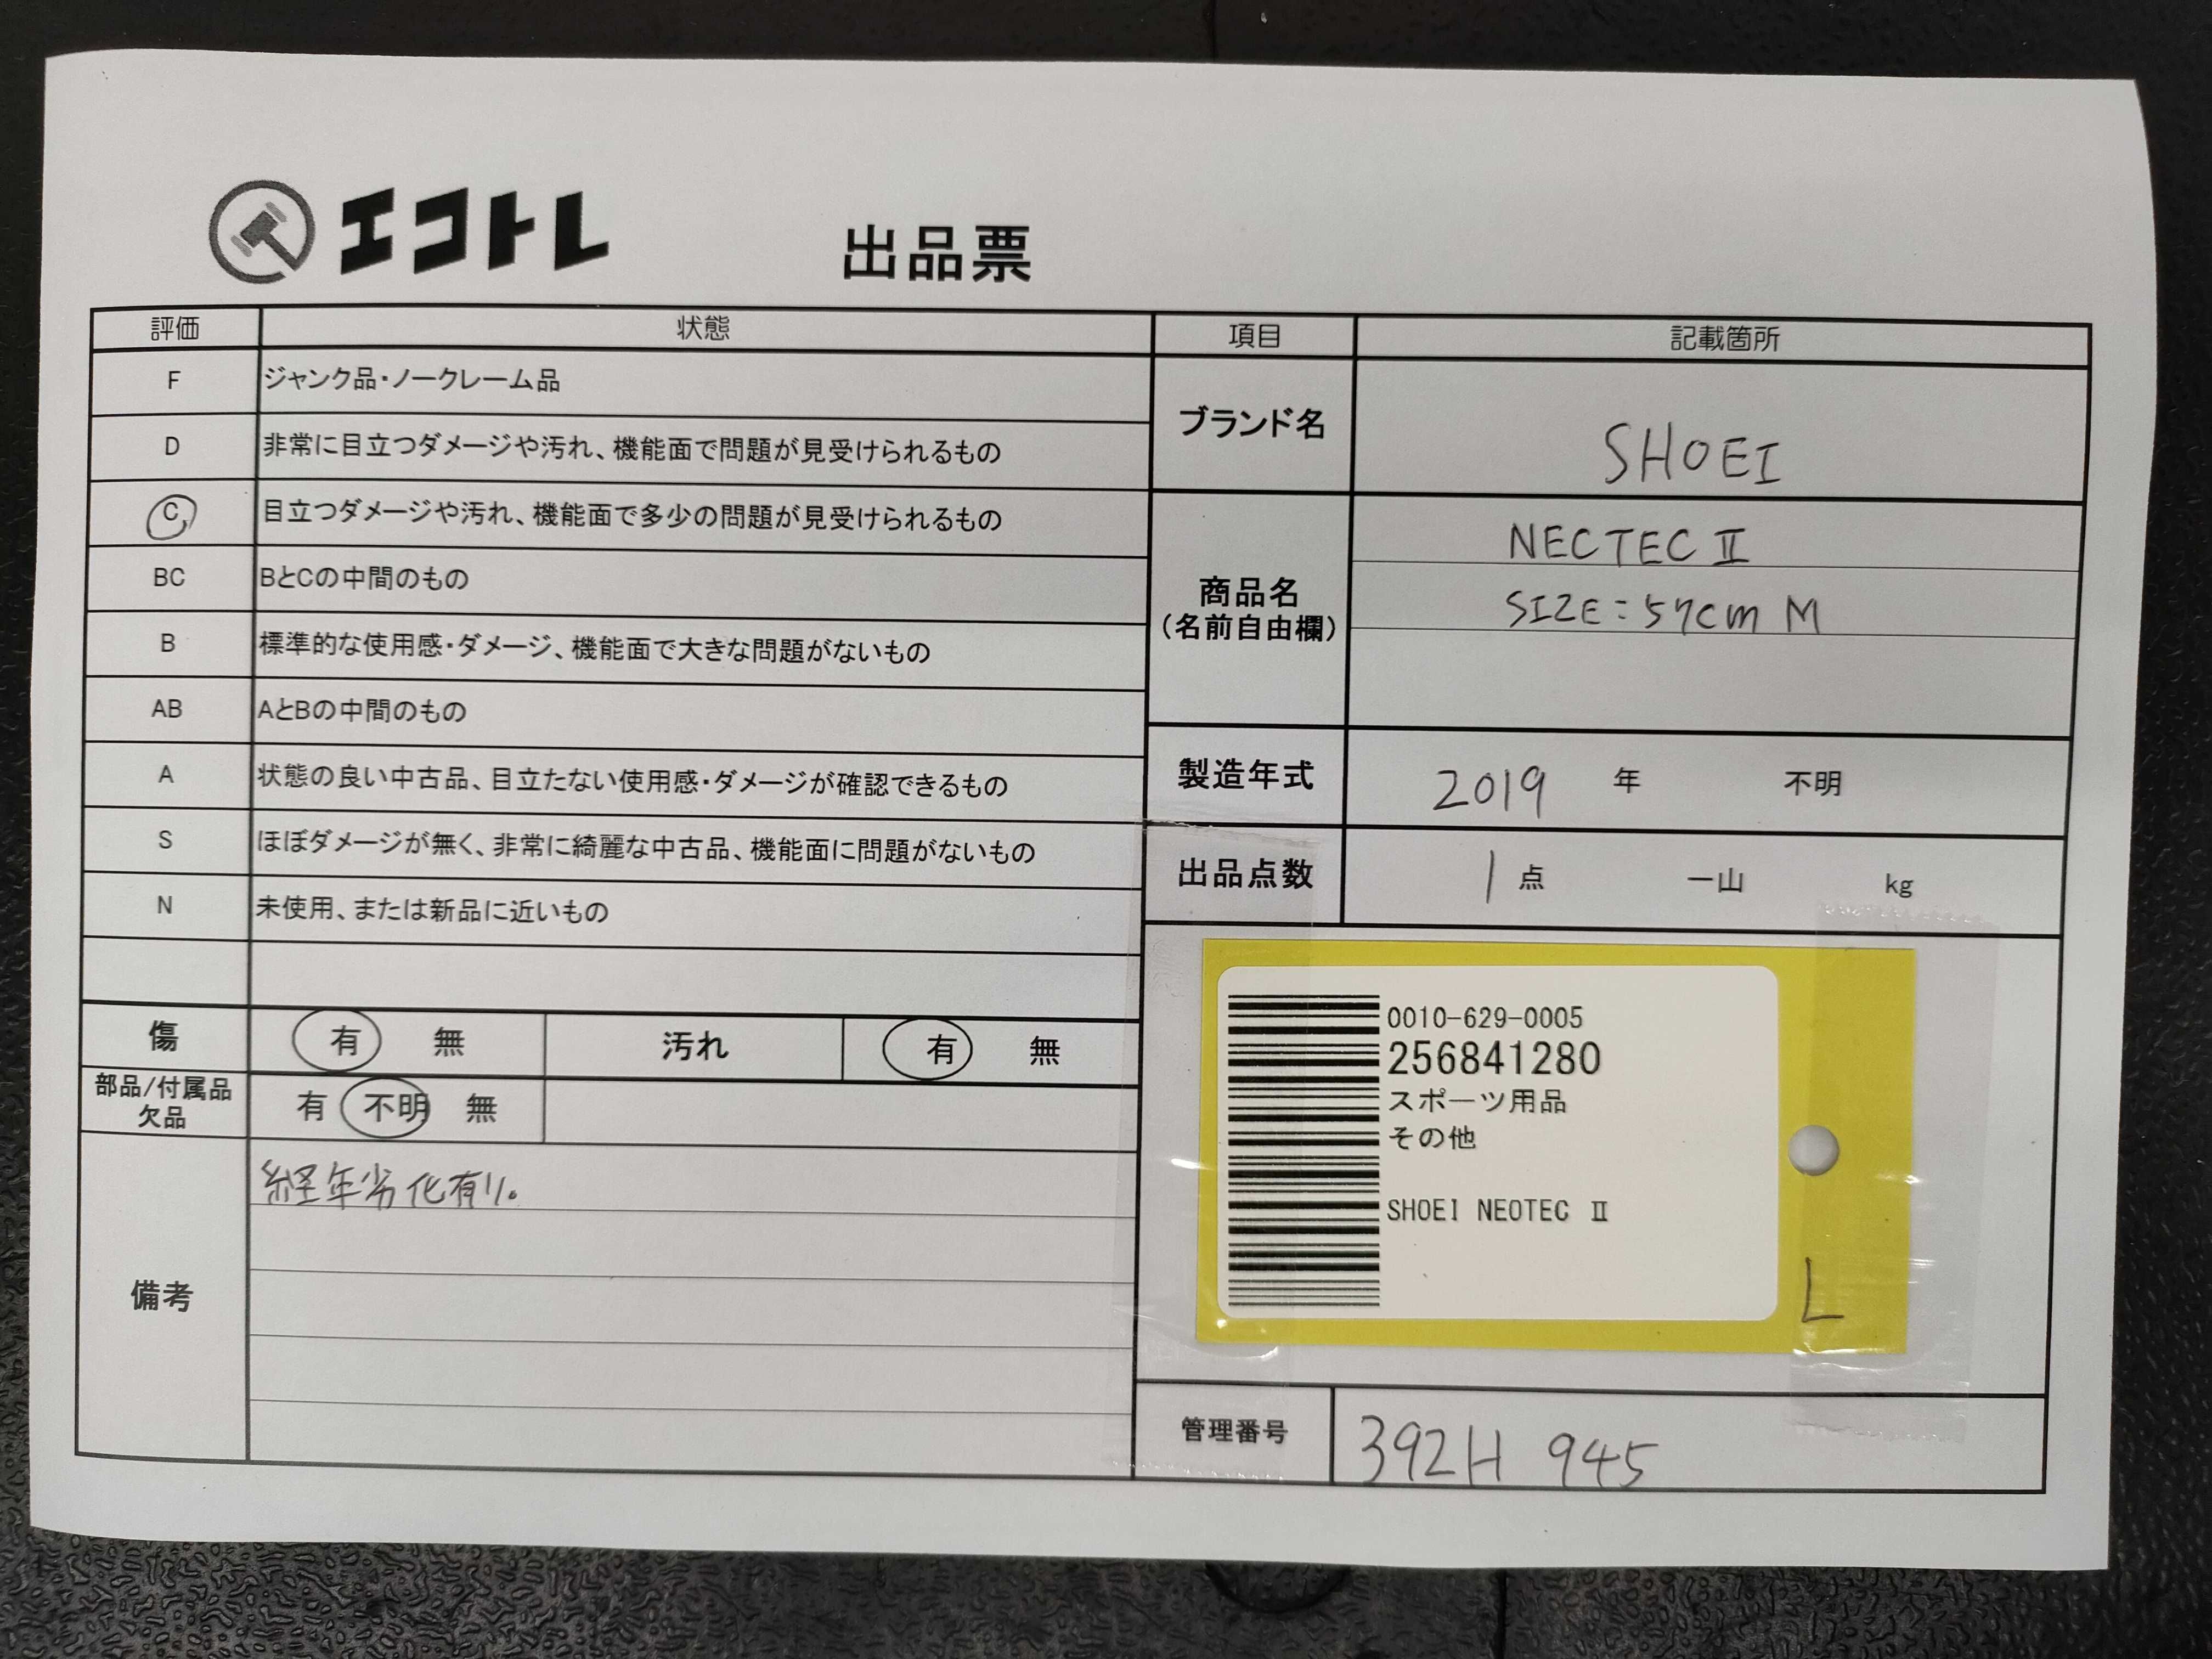 エコトレ
出品票
評価 状態
F ジャンク品・ノークレーム品
D 非常に目立つダメージや汚れ、機能面で問題が見受けられるもの
C 目立つダメージや汚れ、機能面で多少の問題が見受けられるもの
BC BとCの中間のもの
B 標準的な使用感・ダメージ、機能面で大きな問題がないもの
AB AとBの中間のもの
A 状態の良い中古品、目立たない使用感・ダメージが確認できるもの
S ほぼダメージが無く、非常に綺麗な中古品、機能面に問題がないもの
N 未使用、または新品に近いもの
傷 有 無 汚れ 有 無
部品/付属品
欠品
有 不明 無
備考
経年劣化有り。
項目 記載箇所
ブランド名 SHOEI
商品名
(名前自由欄)
NECTEC Ⅱ
SIZE:57cm M
製造年式 2019 年 不明
出品点数 1 点 一山 kg
0010-629-0005
256841280
スポーツ用品
その他
SHOEI NEOTEC Ⅱ
L
管理番号 392H 945